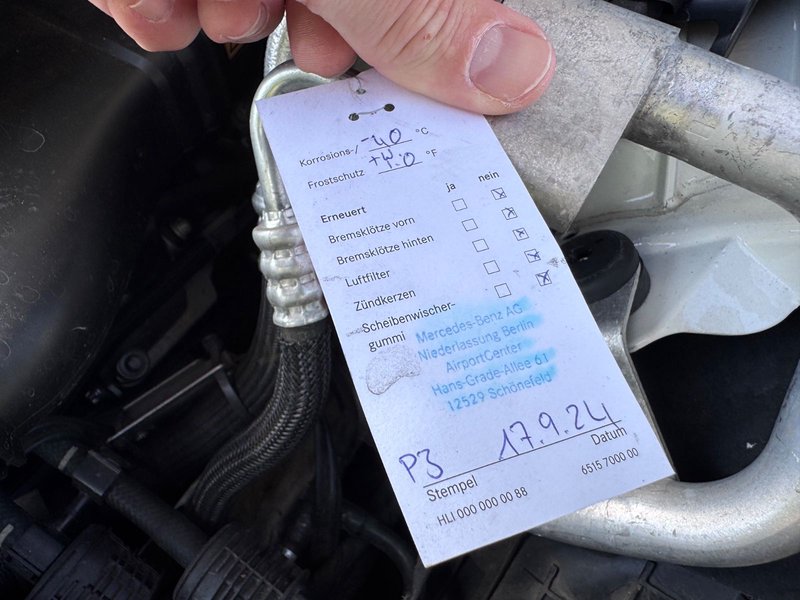 Korrosions-/ -40 °C
Frostschutz °F
ja nein
Erneuert
Bremsklötze vorn
Bremsklötze hinten
Luftfilter
Zündkerzen
Scheibenwischer-
gummi
Mercedes-Benz AG
Niederlassung Berlin
AirportCenter
Hans-Grade-Allee 61
12529 Schönefeld
P3 17.9.24
Stempel Datum
HLI 000 000 00 88 6515 7000 00